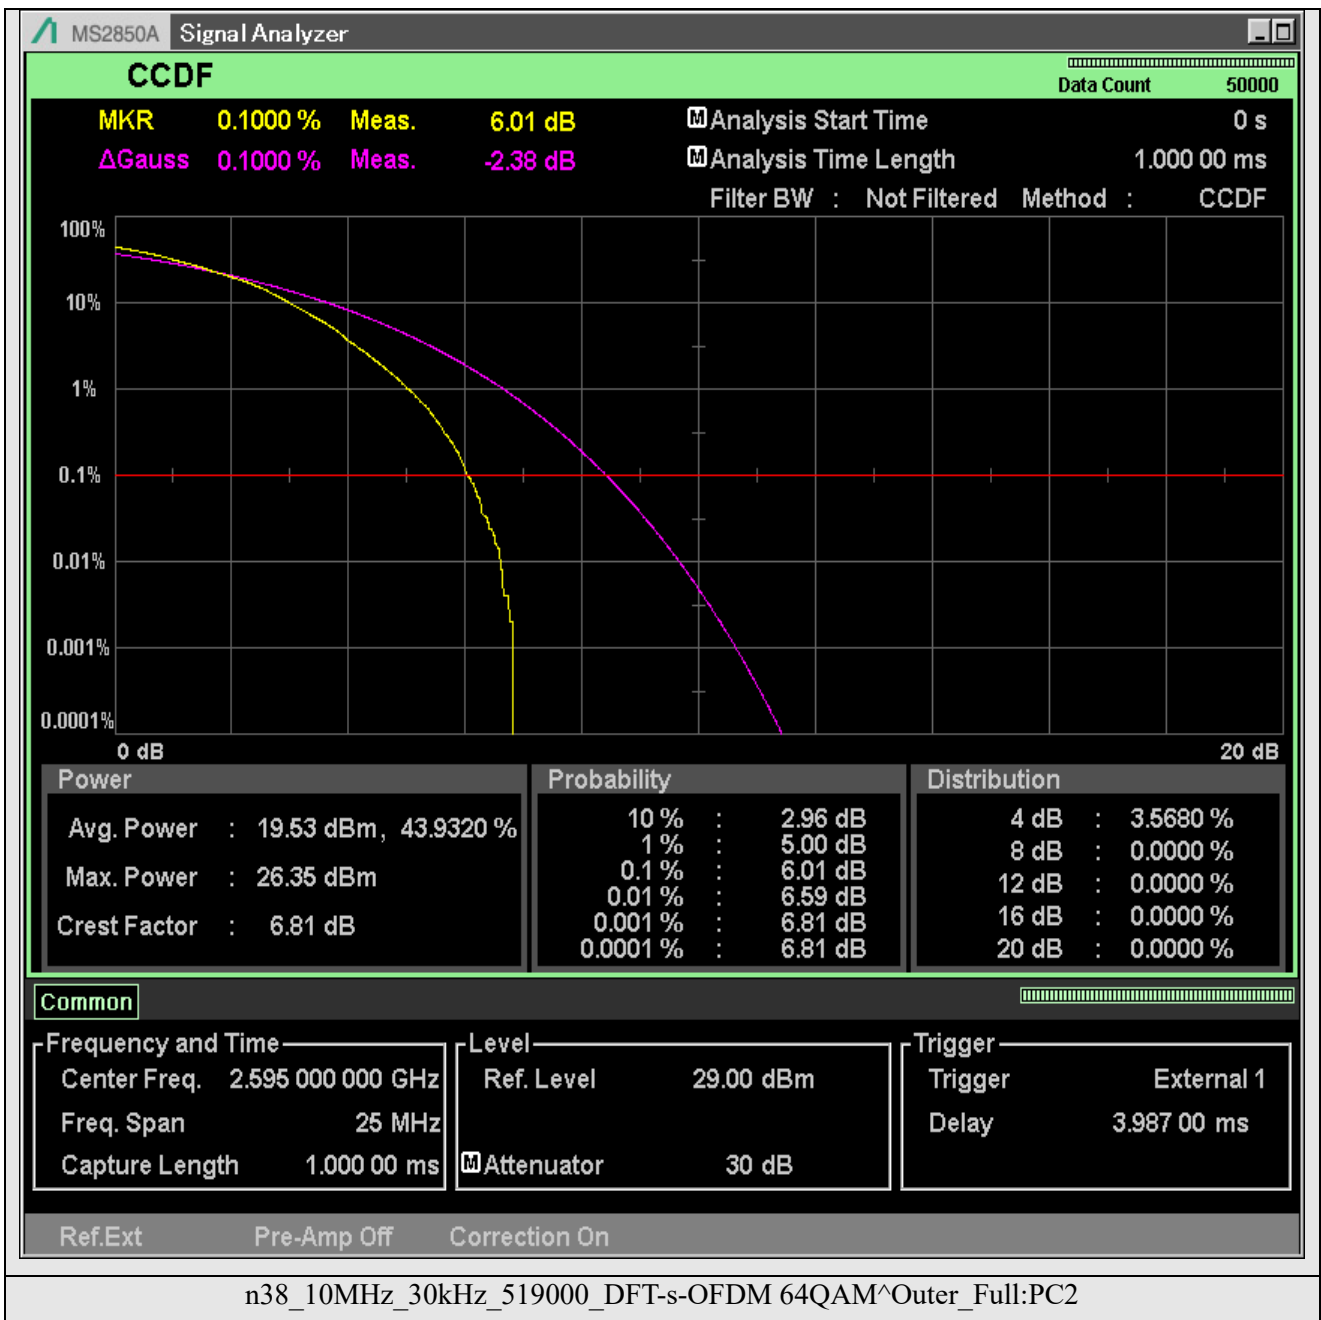 MS2850A Signal Analyzer
CCDF
Data Count 50000
MKR 0.1000 % Meas. 6.01 dB
M Analysis Start Time 0 s
ΔGauss 0.1000 % Meas. -2.38 dB
M Analysis Time Length 1.000 00 ms
Filter BW : Not Filtered Method : CCDF
100%
10%
1%
0.1%
0.01%
0.001%
0.0001%
0 dB 20 dB
Power
Avg. Power : 19.53 dBm, 43.9320 %
Max. Power : 26.35 dBm
Crest Factor : 6.81 dB
Probability
10 % : 2.96 dB
1 % : 5.00 dB
0.1 % : 6.01 dB
0.01 % : 6.59 dB
0.001 % : 6.81 dB
0.0001 % : 6.81 dB
Distribution
4 dB : 3.5680 %
8 dB : 0.0000 %
12 dB : 0.0000 %
16 dB : 0.0000 %
20 dB : 0.0000 %
Common
Frequency and Time
Center Freq. 2.595 000 000 GHz
Freq. Span 25 MHz
Capture Length 1.000 00 ms
Level
Ref. Level 29.00 dBm
M Attenuator 30 dB
Trigger
Trigger External 1
Delay 3.987 00 ms
Ref.Ext Pre-Amp Off Correction On
n38_10MHz_30kHz_519000_DFT-s-OFDM 64QAM^Outer_Full:PC2